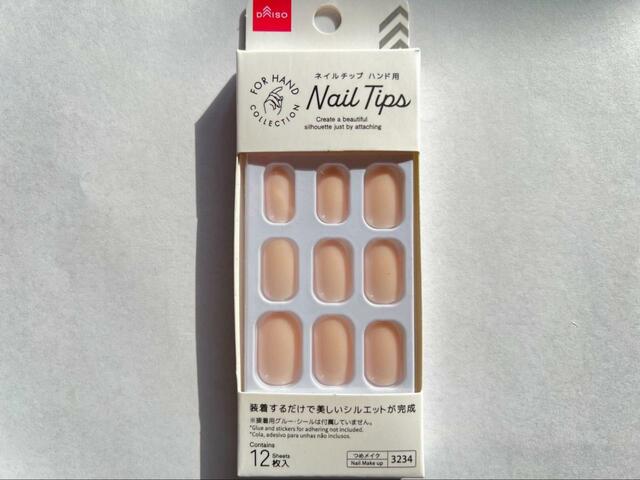 DAISO
FOR HAND
COLLECTION
ネイルチップ ハンド用
Nail Tips
Create a beautiful
silhouette just by attaching
装着するだけで美しいシルエットが完成
※装着用グルー・シールは付属していません。
*Glue and stickers for adhering not included.
*Cola, adesivo para unhas não inclusos.
Contains
12 Sheets
枚入
つめメイク
Nail Make up
3234